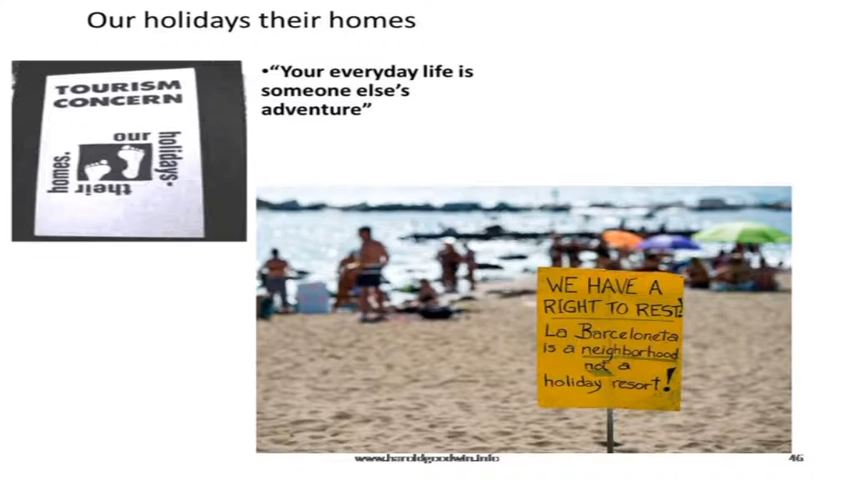 Our holidays their homes
TOURISM
CONCERN
our
holidays·
their
homes.
•“Your everyday life is
someone else’s
adventure”
WE HAVE A
RIGHT TO REST!
La Barceloneta
is a neighborhood
not a
holiday resort!
www.haroldgoodwin.info
46